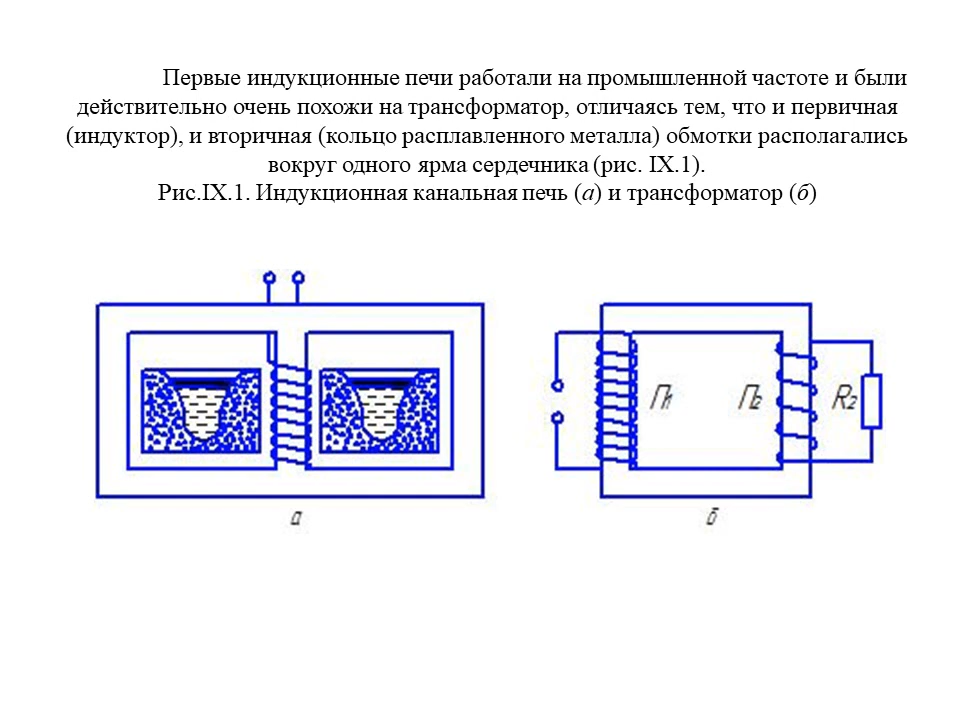 Первые индукционные печи работали на промышленной частоте и были
действительно очень похожи на трансформатор, отличаясь тем, что и первичная
(индуктор), и вторичная (кольцо расплавленного металла) обмотки располагались
вокруг одного ярма сердечника (рис. IX.1).
Рис.IX.1. Индукционная канальная печь (а) и трансформатор (б)
П1 П2 R2
а б